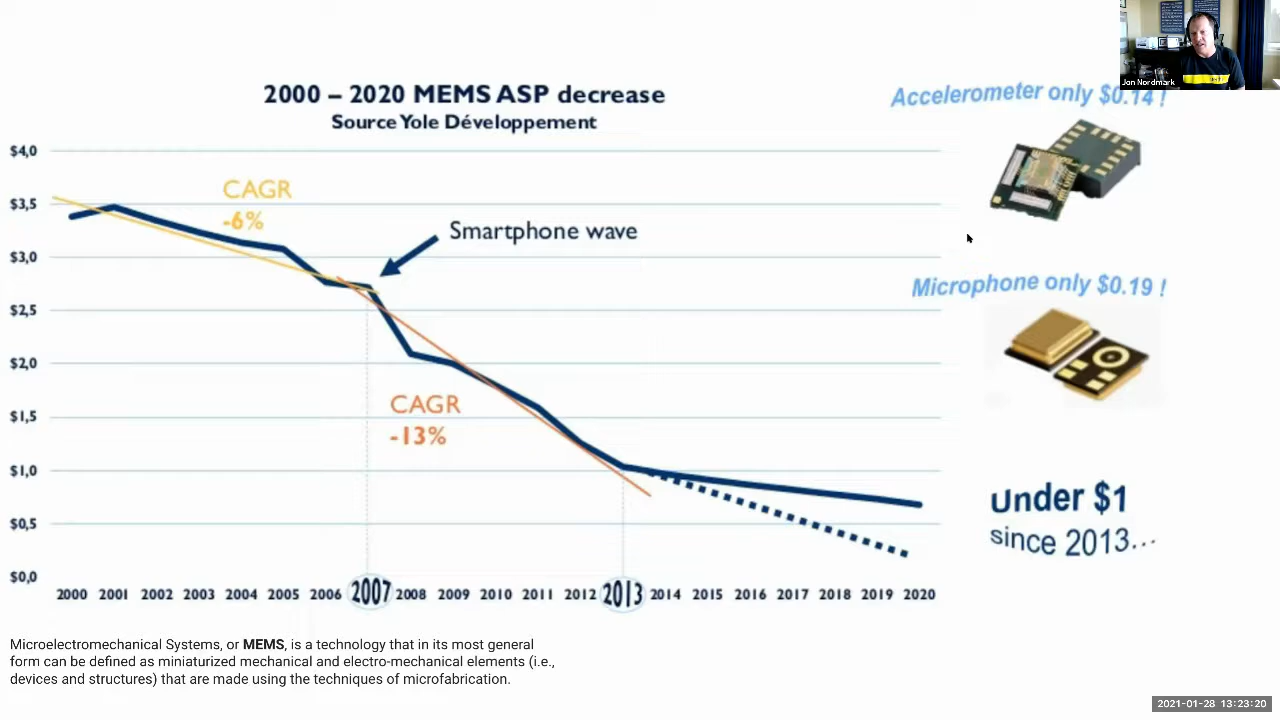 Jon Nordmark
2000 – 2020 MEMS ASP decrease
Source Yole Développement
Accelerometer only $0.14 !
$4,0
CAGR
-6%
$3,5
Smartphone wave
$3,0
Microphone only $0.19 !
$2,5
$2,0
CAGR
-13%
$1,5
$1,0
Under $1
since 2013...
$0,5
$0,0
2000 2001 2002 2003 2004 2005 2006 2007 2008 2009 2010 2011 2012 2013 2014 2015 2016 2017 2018 2019 2020
Microelectromechanical Systems, or MEMS, is a technology that in its most general
form can be defined as miniaturized mechanical and electro-mechanical elements (i.e.,
devices and structures) that are made using the techniques of microfabrication.
2021-01-28 13:23:20